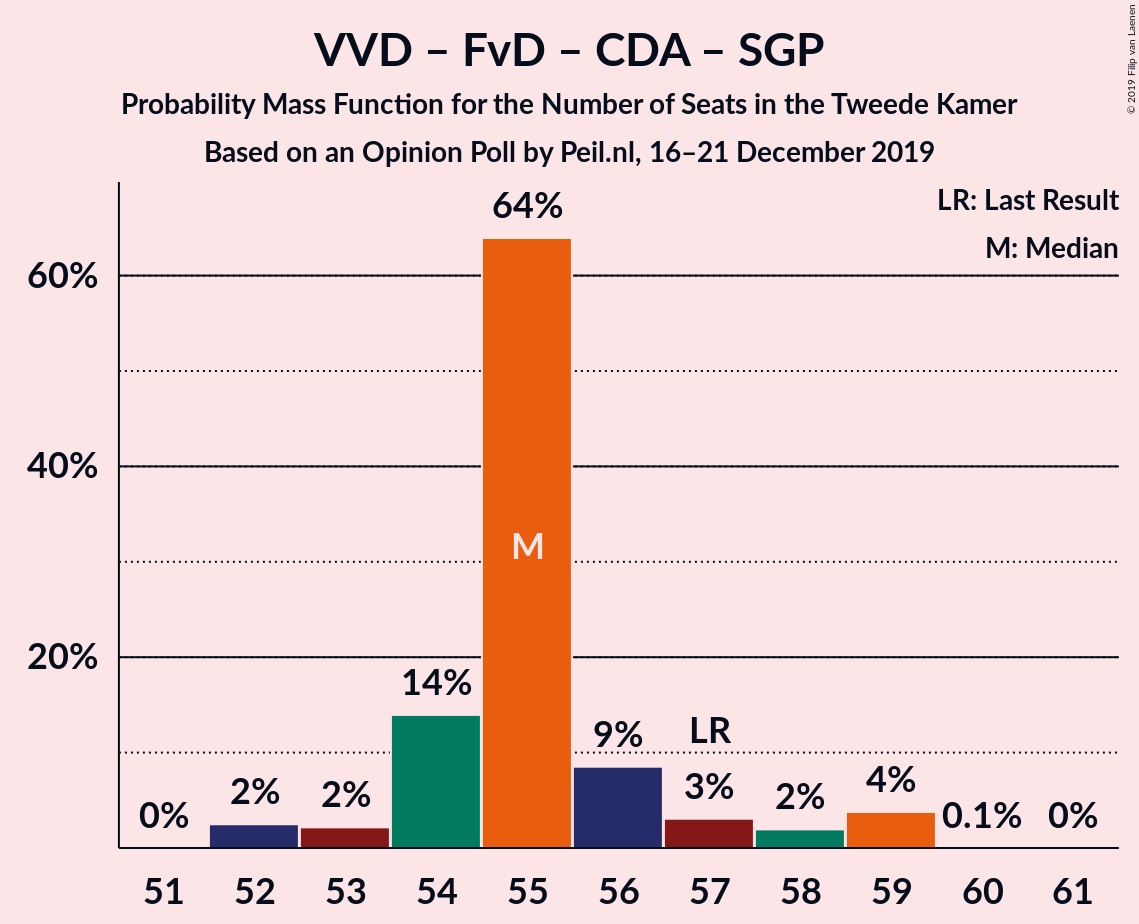 VVD – FvD – CDA – SGP
Probability Mass Function for the Number of Seats in the Tweede Kamer
Based on an Opinion Poll by Peil.nl, 16–21 December 2019
© 2019 Filip van Laenen
LR: Last Result
M: Median
60%
40%
20%
0%
2%
2%
14%
64%
M
9%
LR
3%
2%
4%
0.1%
0%
51 52 53 54 55 56 57 58 59 60 61